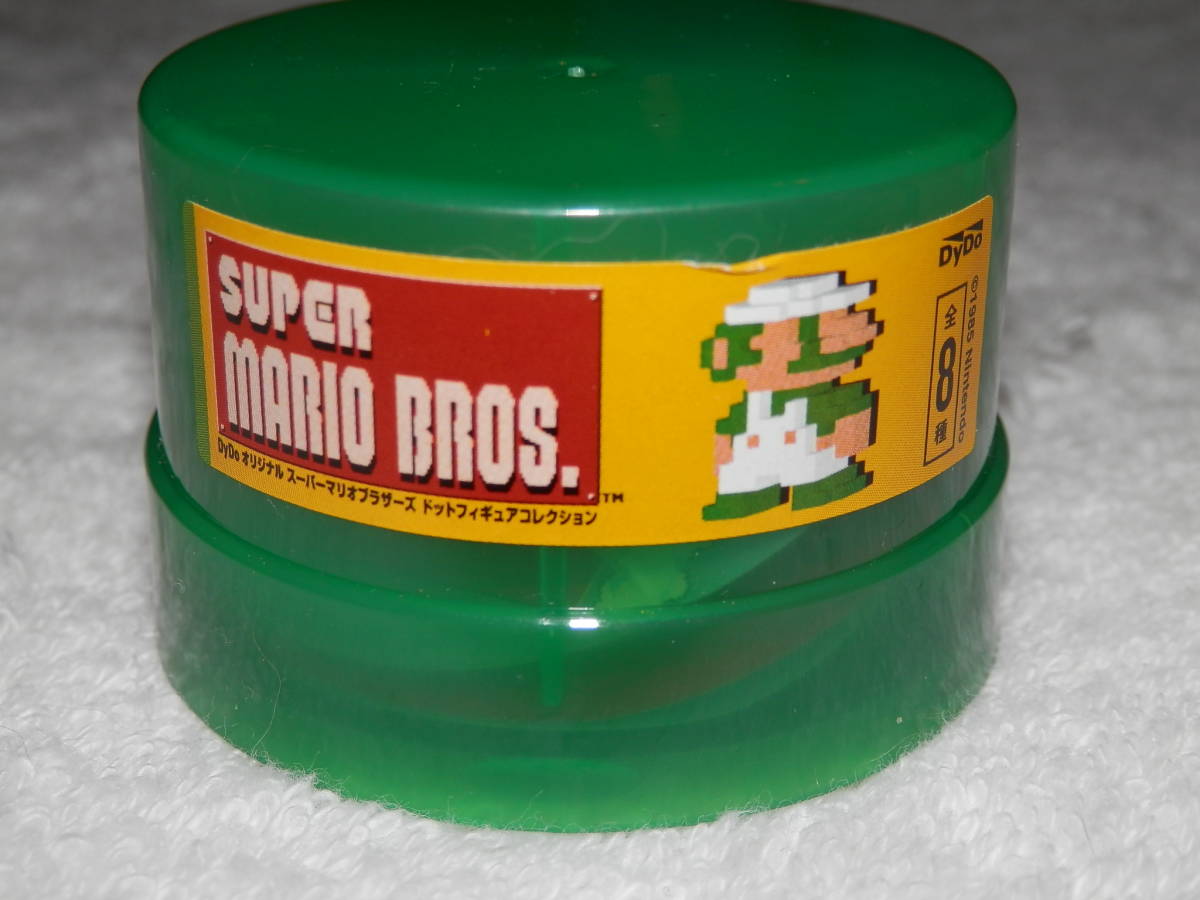 SUPER
MARIO BROS.
TM
DyDo オリジナル スーパーマリオブラザーズ ドットフィギュアコレクション
DyDo
©1985 Nintendo
全8種